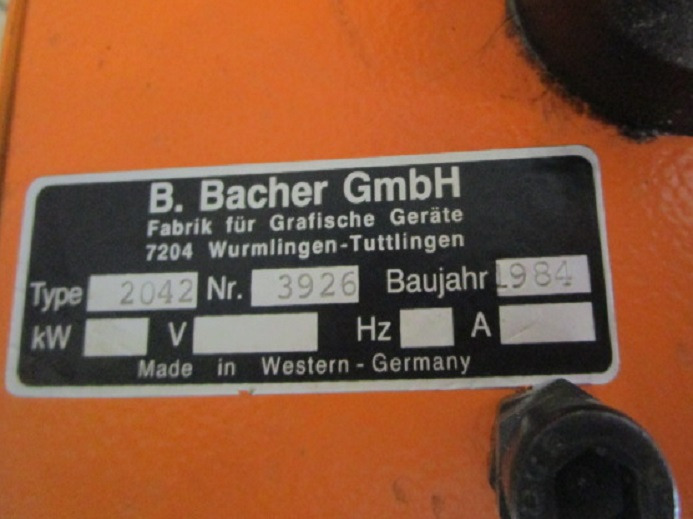 B. Bacher GmbH
Fabrik für Grafische Geräte
7204 Wurmlingen-Tuttlingen
Type 2042 Nr. 3926 Baujahr 1984
kW V Hz A
Made in Western-Germany